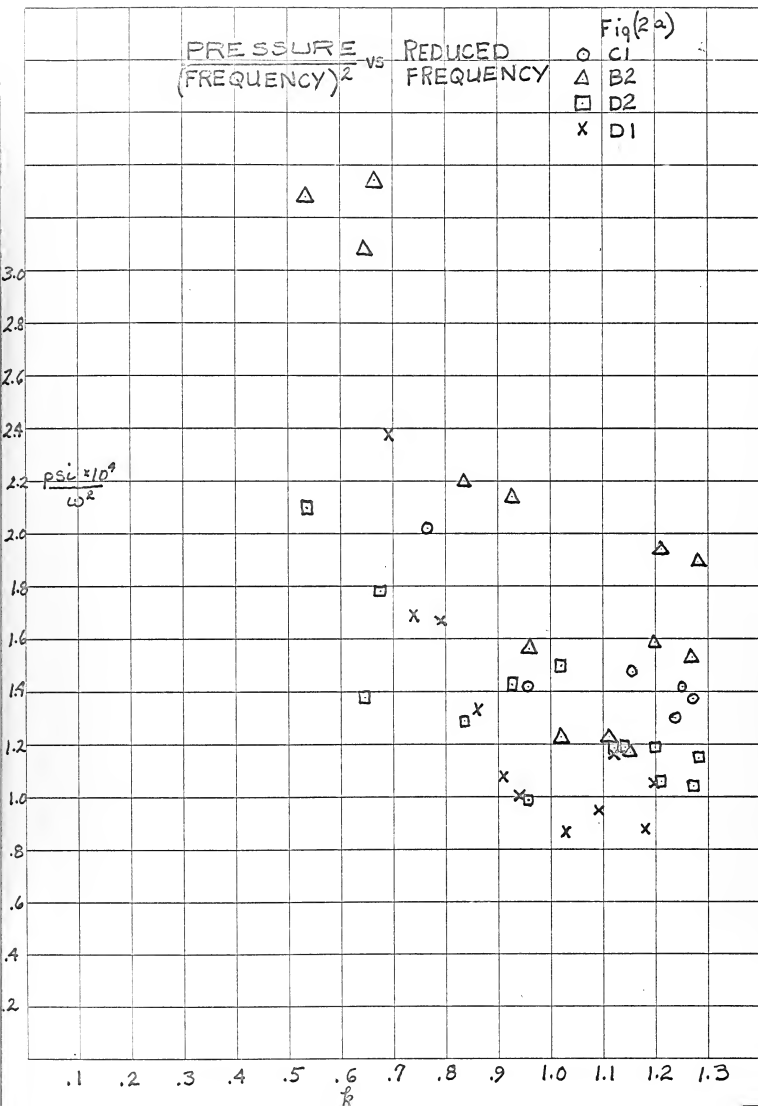 Fig(2a)
PRESSURE
(FREQUENCY)²
vs
REDUCED
FREQUENCY
C1
B2
D2
D1
3.0
2.8
2.6
2.4
2.2
2.0
1.8
1.6
1.4
1.2
1.0
.8
.6
.4
.2
psi ×10⁴
ω²
.1 .2 .3 .4 .5 .6 .7 .8 .9 1.0 1.1 1.2 1.3
k